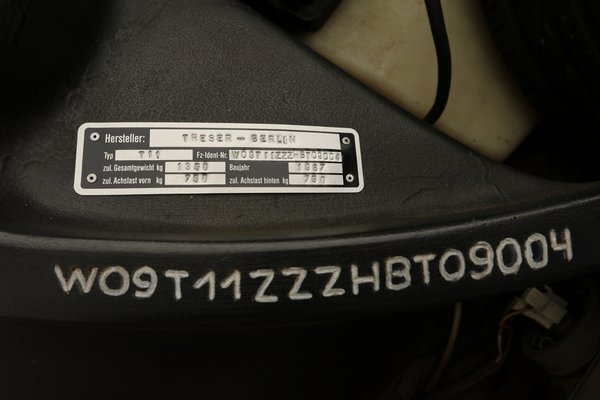 Hersteller: TRESER-BERLIN
Typ T11 Fz-Ident-Nr. W09T11ZZZHBT09004
zul. Gesamtgewicht kg 1350 Baujahr 1987
zul. Achslast vorn kg 750 zul. Achslast hinten kg 750
W09T11ZZZHBT09004